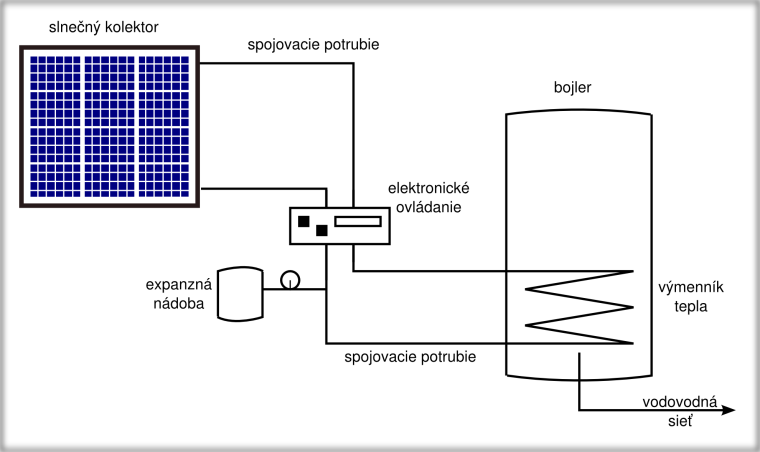 slnečný kolektor
spojovacie potrubie
bojler
elektronické
ovládanie
expanzná
nádoba
výmenník
tepla
spojovacie potrubie
vodovodná
sieť